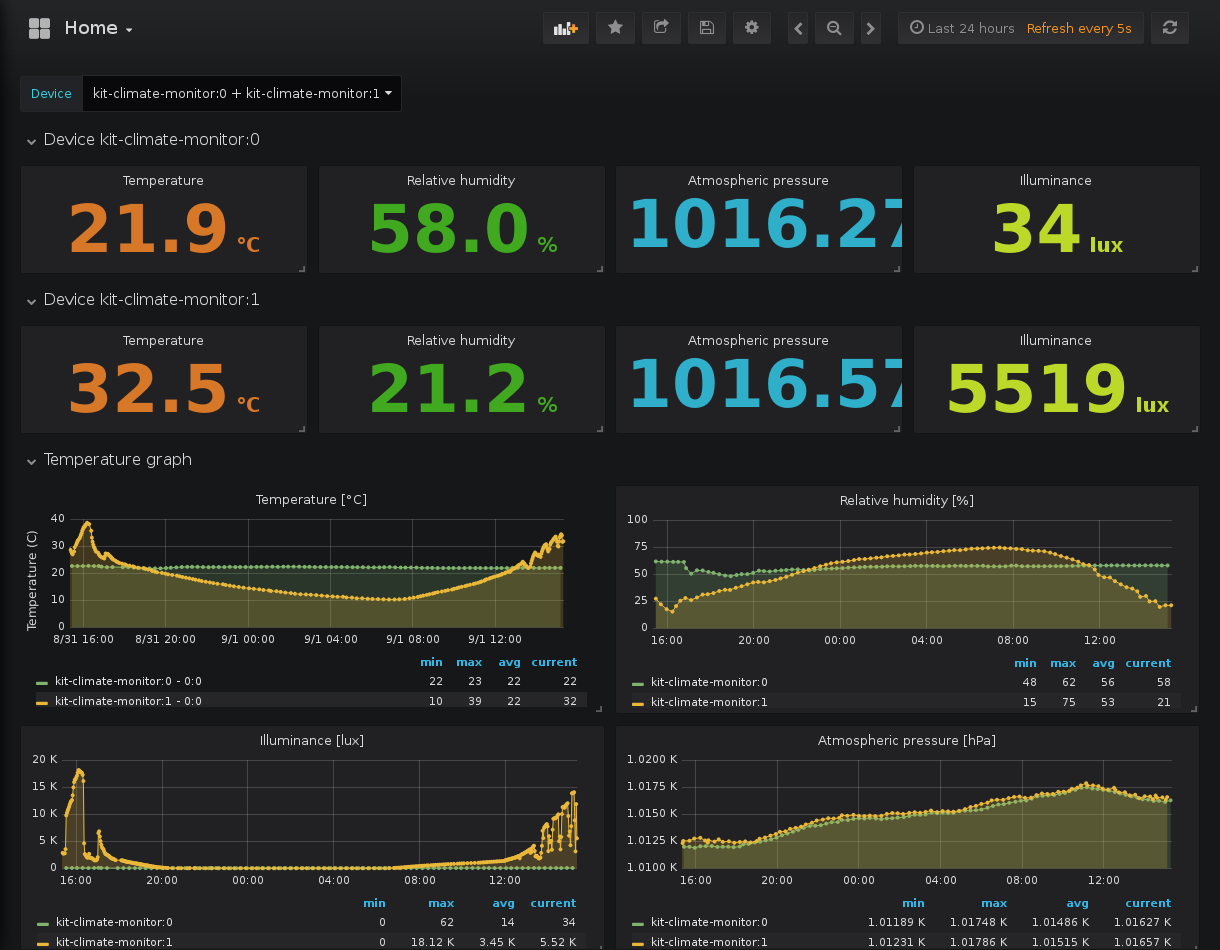 Home
Last 24 hours Refresh every 5s
Device kit-climate-monitor:0 + kit-climate-monitor:1
Device kit-climate-monitor:0
Temperature Relative humidity Atmospheric pressure Illuminance
21.9 °C 58.0 % 1016.27 34 lux
Device kit-climate-monitor:1
Temperature Relative humidity Atmospheric pressure Illuminance
32.5 °C 21.2 % 1016.57 5519 lux
Temperature graph
Temperature [°C]
Temperature (C)
40
30
20
10
0
8/31 16:00 8/31 20:00 9/1 00:00 9/1 04:00 9/1 08:00 9/1 12:00
min max avg current
kit-climate-monitor:0 - 0:0 22 23 22 22
kit-climate-monitor:1 - 0:0 10 39 22 32
Relative humidity [%]
100
75
50
25
0
16:00 20:00 00:00 04:00 08:00 12:00
min max avg current
kit-climate-monitor:0 48 62 56 58
kit-climate-monitor:1 15 75 53 21
Illuminance [lux]
20 K
15 K
10 K
5 K
0
16:00 20:00 00:00 04:00 08:00 12:00
min max avg current
kit-climate-monitor:0 0 62 14 34
kit-climate-monitor:1 0 18.12 K 3.45 K 5.52 K
Atmospheric pressure [hPa]
1.0200 K
1.0175 K
1.0150 K
1.0125 K
1.0100 K
16:00 20:00 00:00 04:00 08:00 12:00
min max avg current
kit-climate-monitor:0 1.01189 K 1.01748 K 1.01486 K 1.01627 K
kit-climate-monitor:1 1.01231 K 1.01786 K 1.01515 K 1.01657 K